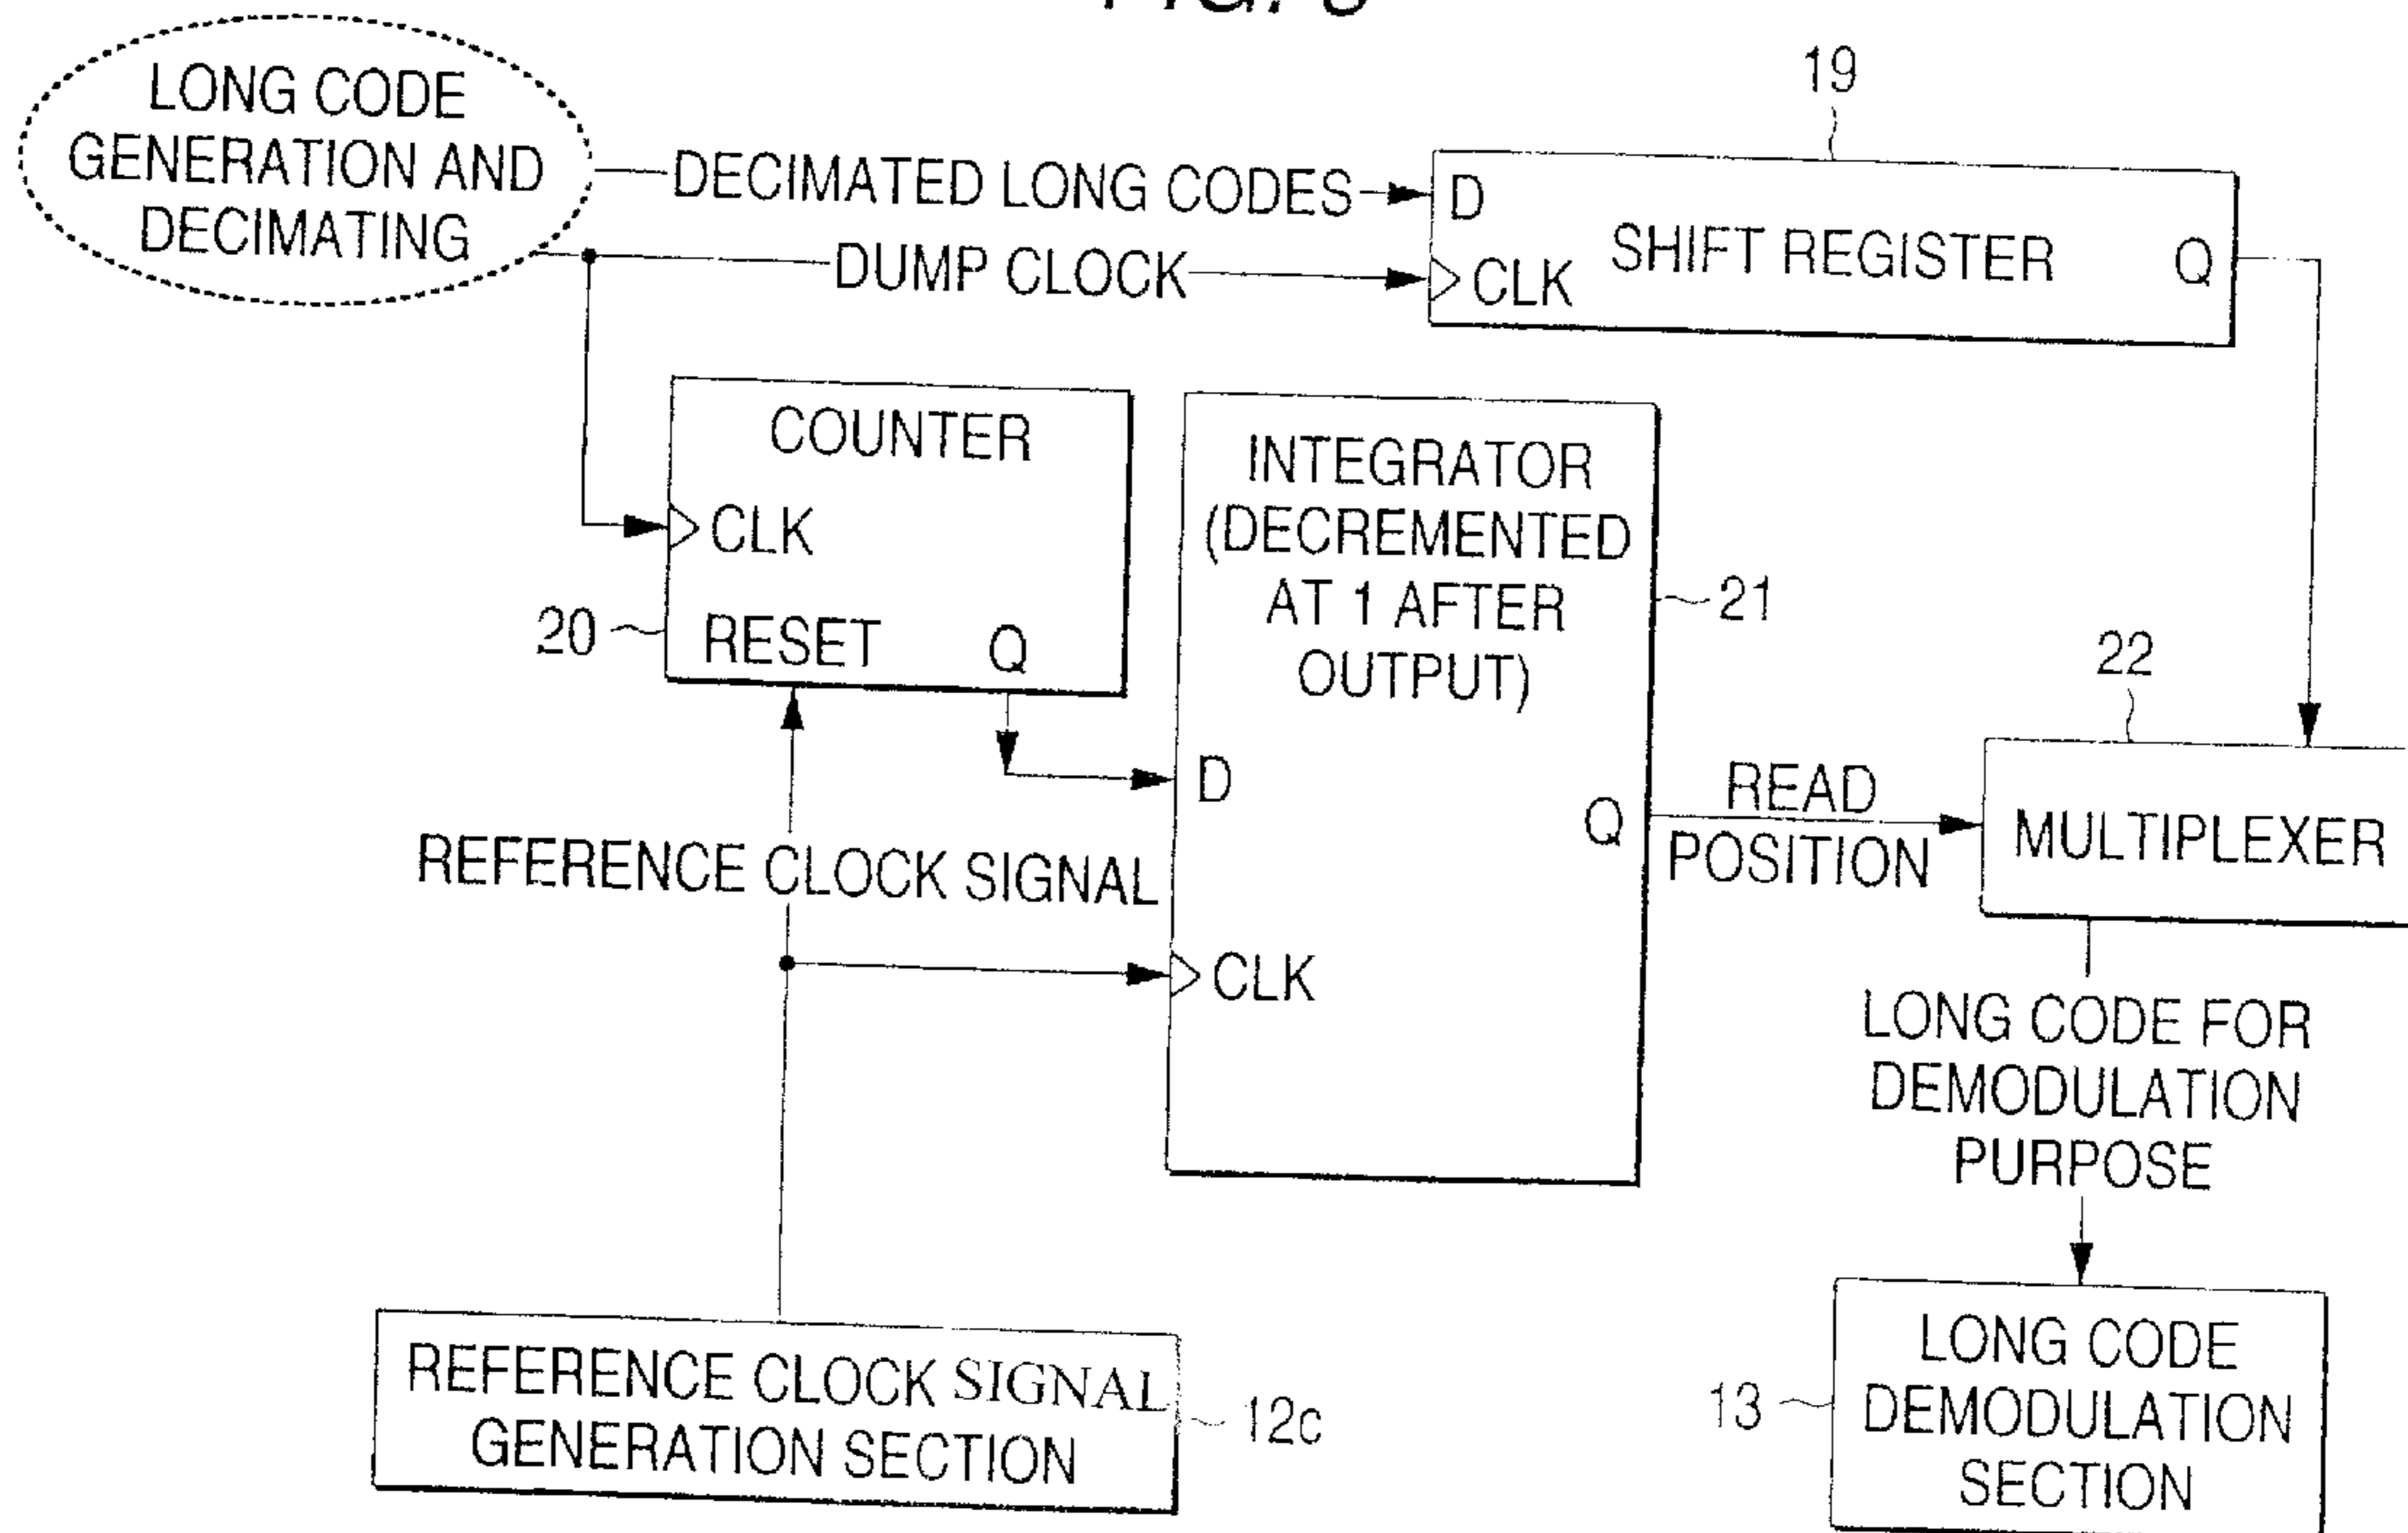 LONG CODE
GENERATION AND
DECIMATING
DECIMATED LONG CODES
DUMP CLOCK
19
D
SHIFT REGISTER
Q
CLK
COUNTER
CLK
RESET
Q
20
INTEGRATOR
(DECREMENTED
AT 1 AFTER
OUTPUT)
21
D
Q
CLK
REFERENCE CLOCK SIGNAL
READ
POSITION
22
MULTIPLEXER
LONG CODE FOR
DEMODULATION
PURPOSE
REFERENCE CLOCK SIGNAL
GENERATION SECTION
12c
13
LONG CODE
DEMODULATION
SECTION